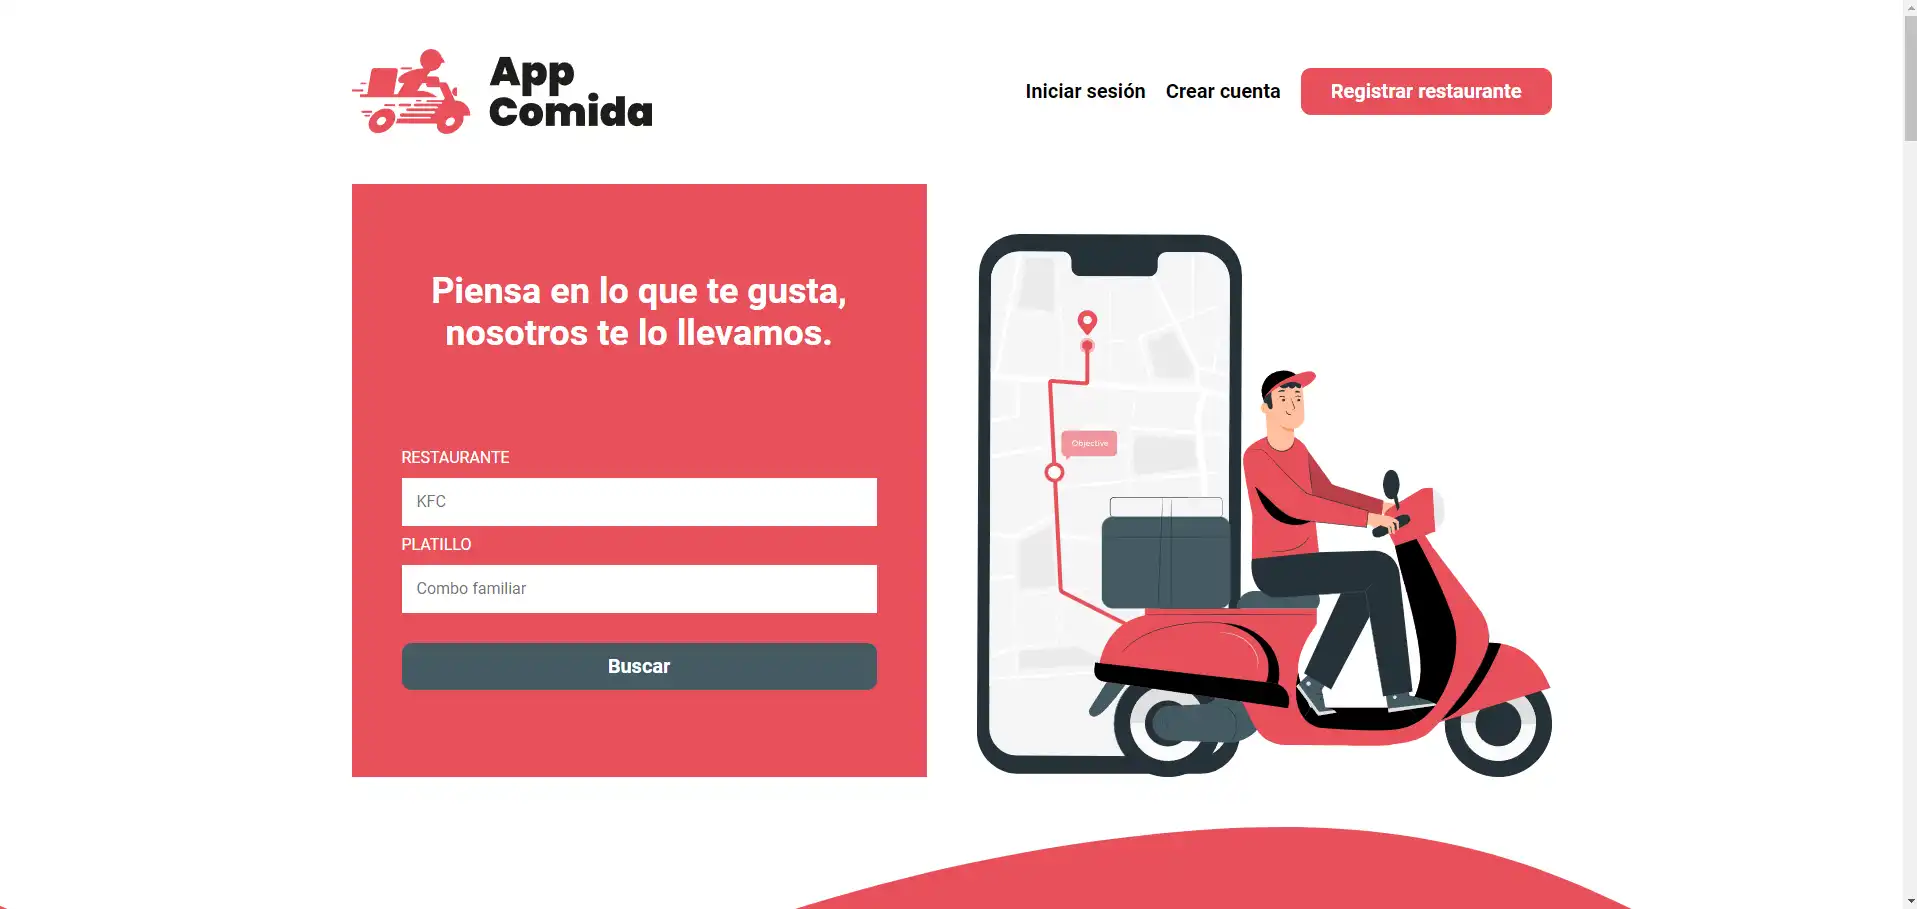 App
Comida
Iniciar sesión
Crear cuenta
Registrar restaurante
Piensa en lo que te gusta,
nosotros te lo llevamos.
RESTAURANTE
KFC
PLATILLO
Combo familiar
Buscar
Objective